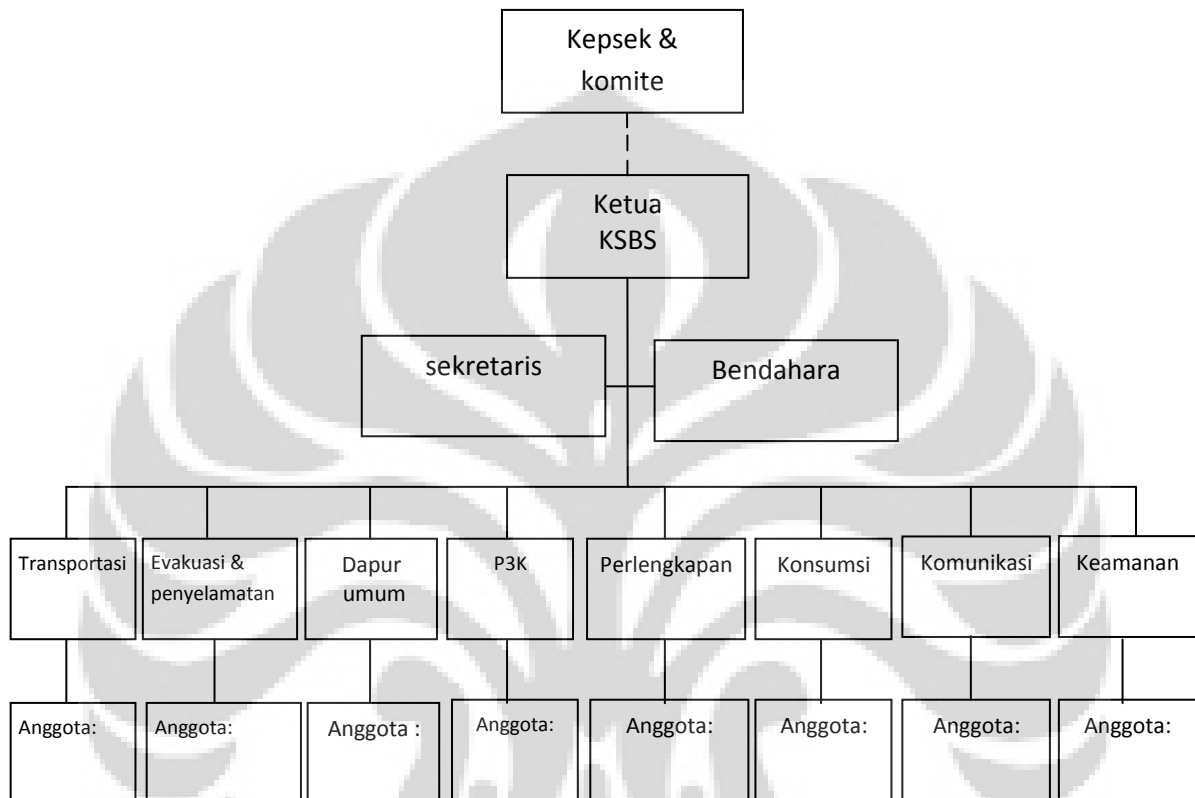 Kepsek &
komite
Ketua
KSBS
sekretaris
Bendahara
Transportasi
Evakuasi &
penyelamatan
Dapur
umum
P3K
Perlengkapan
Konsumsi
Komunikasi
Keamanan
Anggota:
Anggota:
Anggota :
Anggota:
Anggota:
Anggota:
Anggota:
Anggota: